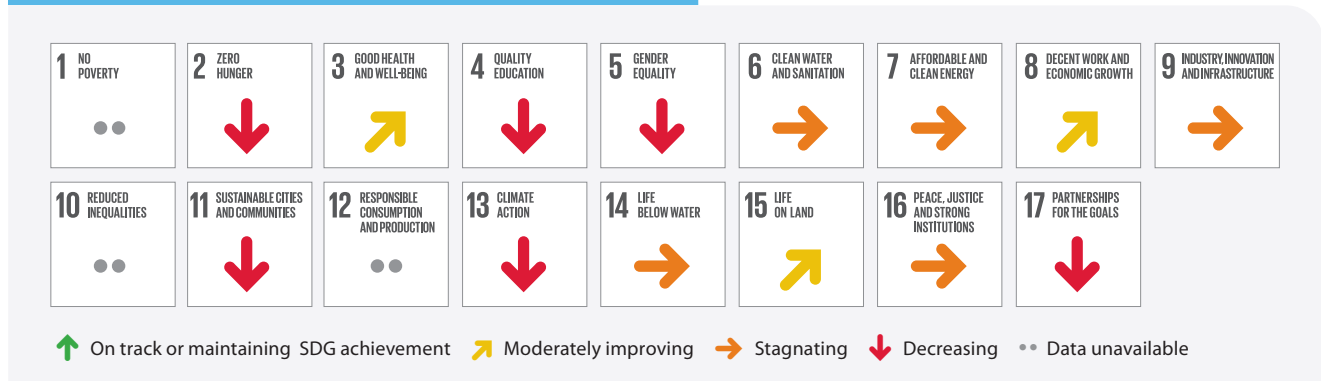 1 NO
POVERTY
2 ZERO
HUNGER
3 GOOD HEALTH
AND WELL-BEING
4 QUALITY
EDUCATION
5 GENDER
EQUALITY
6 CLEAN WATER
AND SANITATION
7 AFFORDABLE AND
CLEAN ENERGY
8 DECENT WORK AND
ECONOMIC GROWTH
9 INDUSTRY, INNOVATION
AND INFRASTRUCTURE
10 REDUCED
INEQUALITIES
11 SUSTAINABLE CITIES
AND COMMUNITIES
12 RESPONSIBLE
CONSUMPTION
AND PRODUCTION
13 CLIMATE
ACTION
14 LIFE
BELOW WATER
15 LIFE
ON LAND
16 PEACE, JUSTICE
AND STRONG
INSTITUTIONS
17 PARTNERSHIPS
FOR THE GOALS
On track or maintaining SDG achievement Moderately improving Stagnating Decreasing Data unavailable